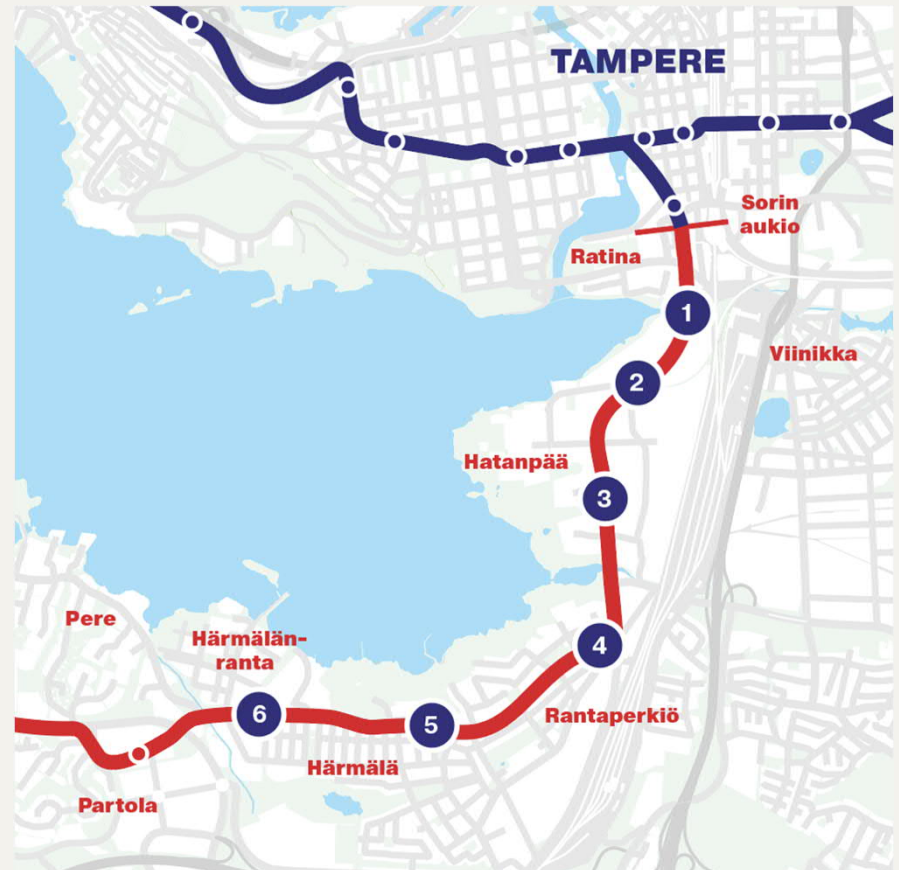 TAMPERE
Sorin
aukio
Ratina
1
Viinikka
2
Hatanpää
3
Pere
Härmälän-
ranta
4
6
5
Rantaperkiö
Härmälä
Partola